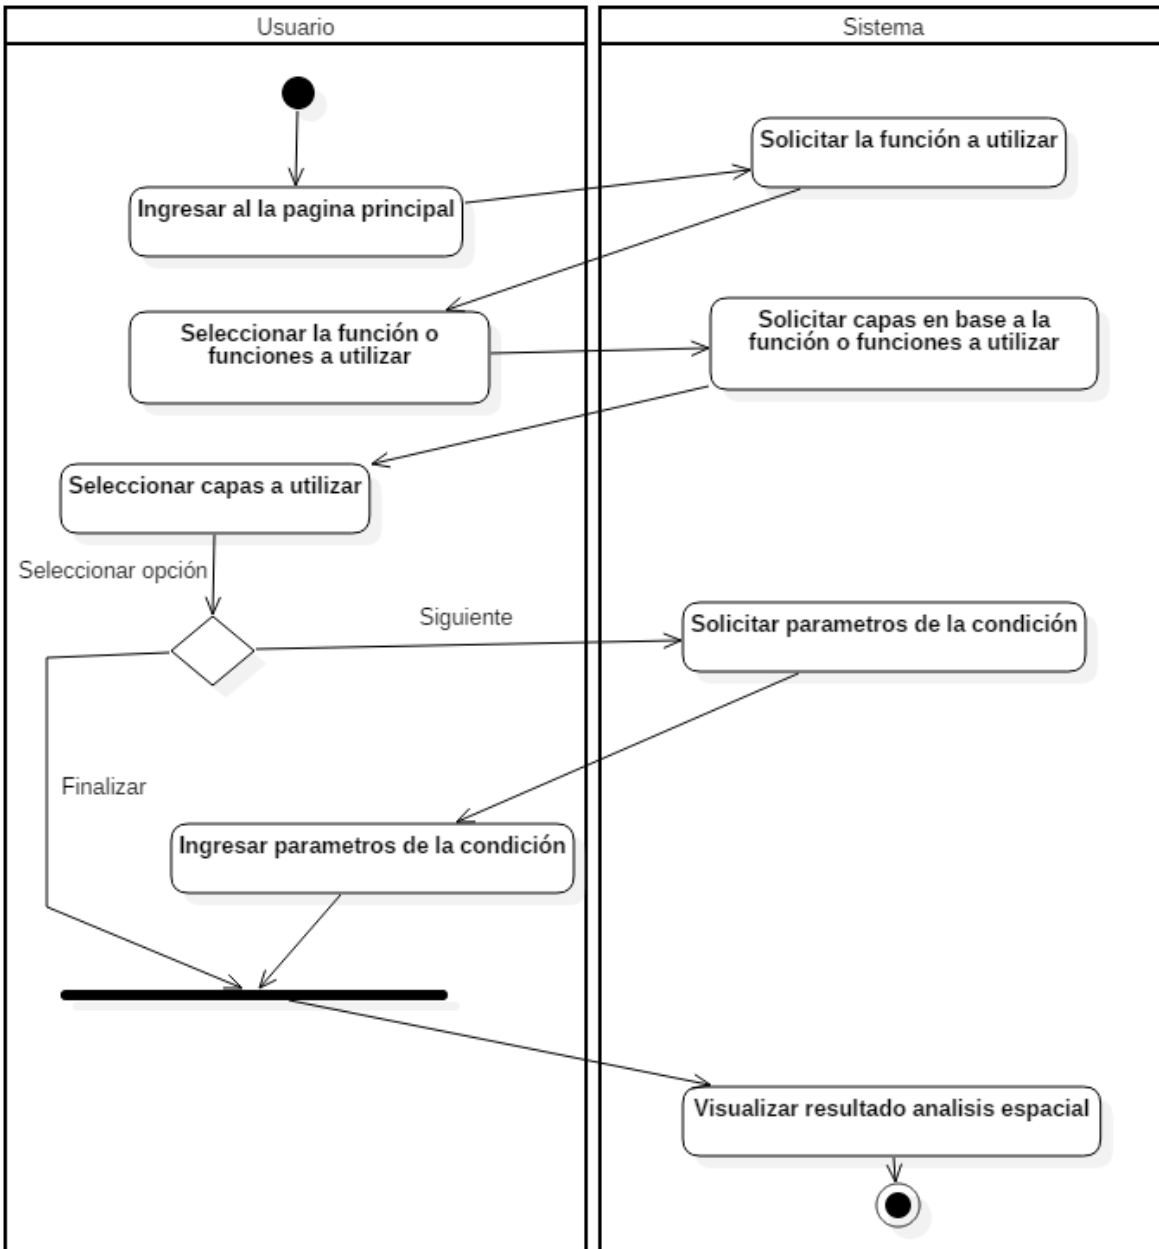 Usuario
Sistema
Solicitar la función a utilizar
Ingresar al la pagina principal
Seleccionar la función o
funciones a utilizar
Solicitar capas en base a la
función o funciones a utilizar
Seleccionar capas a utilizar
Seleccionar opción
Siguiente
Solicitar parametros de la condición
Finalizar
Ingresar parametros de la condición
Visualizar resultado analisis espacial